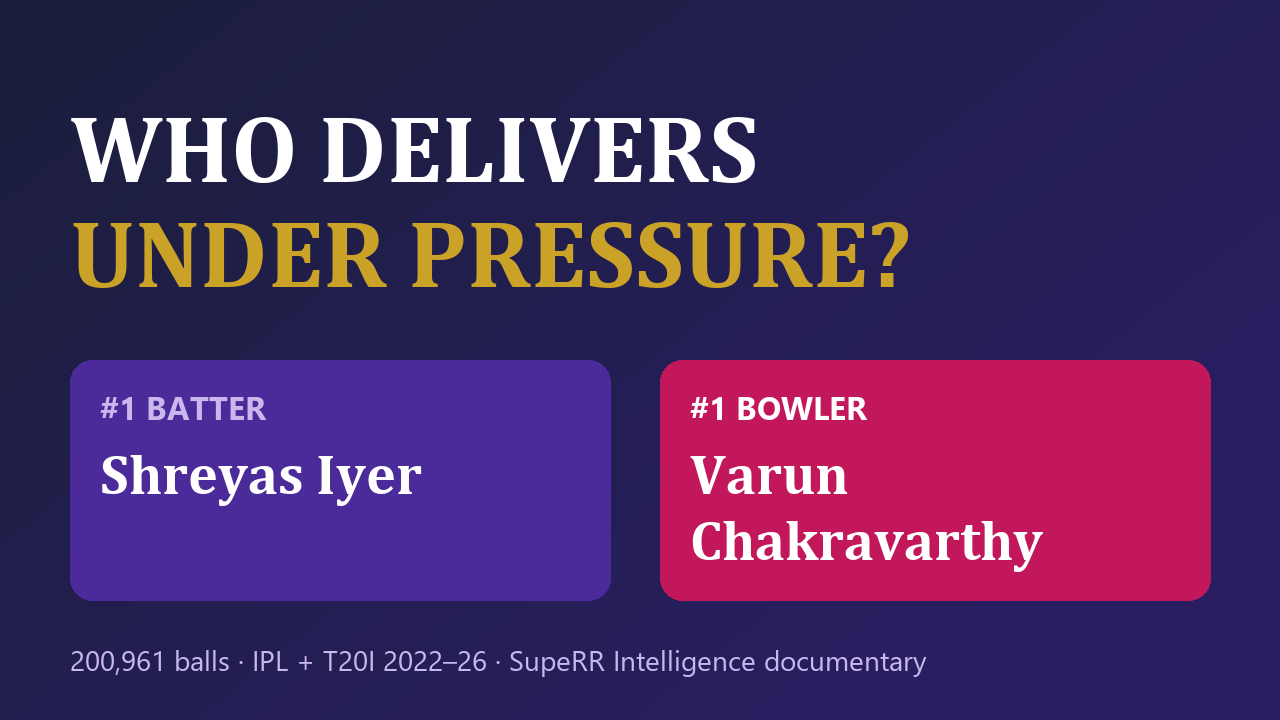 WHO DELIVERS
UNDER PRESSURE?
#1 BATTER
Shreyas Iyer
#1 BOWLER
Varun
Chakravarthy
200,961 balls · IPL + T20I 2022–26 · SupeRR Intelligence documentary